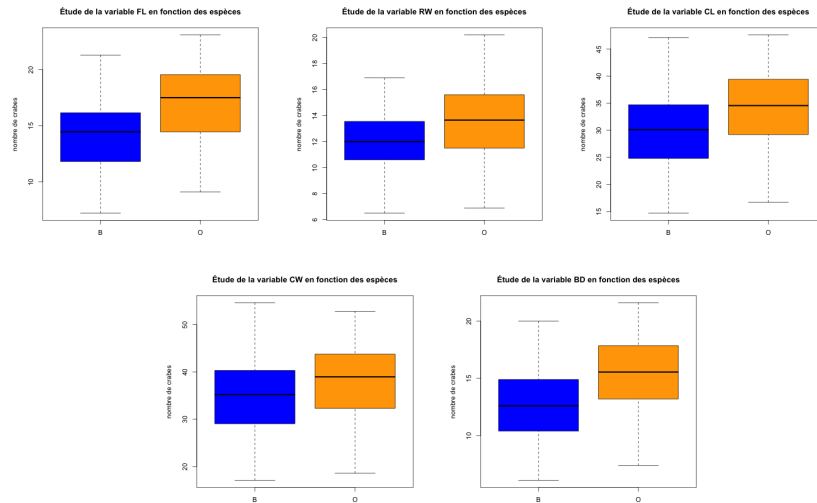 Étude de la variable FL en fonction des espèces
nombre de crabes
20
15
10
B O
Étude de la variable RW en fonction des espèces
nombre de crabes
20
18
16
14
12
10
8
6
B O
Étude de la variable CL en fonction des espèces
nombre de crabes
45
40
35
30
25
20
15
B O
Étude de la variable CW en fonction des espèces
nombre de crabes
50
40
30
20
B O
Étude de la variable BD en fonction des espèces
nombre de crabes
20
15
10
B O